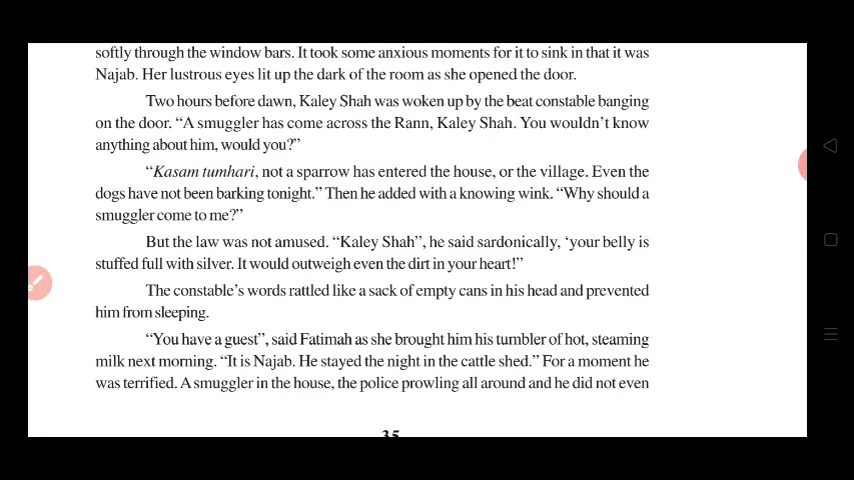 softly through the window bars. It took some anxious moments for it to sink in that it was
Najab. Her lustrous eyes lit up the dark of the room as she opened the door.
Two hours before dawn, Kaley Shah was woken up by the beat constable banging
on the door. “A smuggler has come across the Rann, Kaley Shah. You wouldn’t know
anything about him, would you?”
“Kasam tumhari, not a sparrow has entered the house, or the village. Even the
dogs have not been barking tonight.” Then he added with a knowing wink. “Why should a
smuggler come to me?”
But the law was not amused. “Kaley Shah”, he said sardonically, ‘your belly is
stuffed full with silver. It would outweigh even the dirt in your heart!”
The constable’s words rattled like a sack of empty cans in his head and prevented
him from sleeping.
“You have a guest”, said Fatimah as she brought him his tumbler of hot, steaming
milk next morning. “It is Najab. He stayed the night in the cattle shed.” For a moment he
was terrified. A smuggler in the house, the police prowling all around and he did not even
35